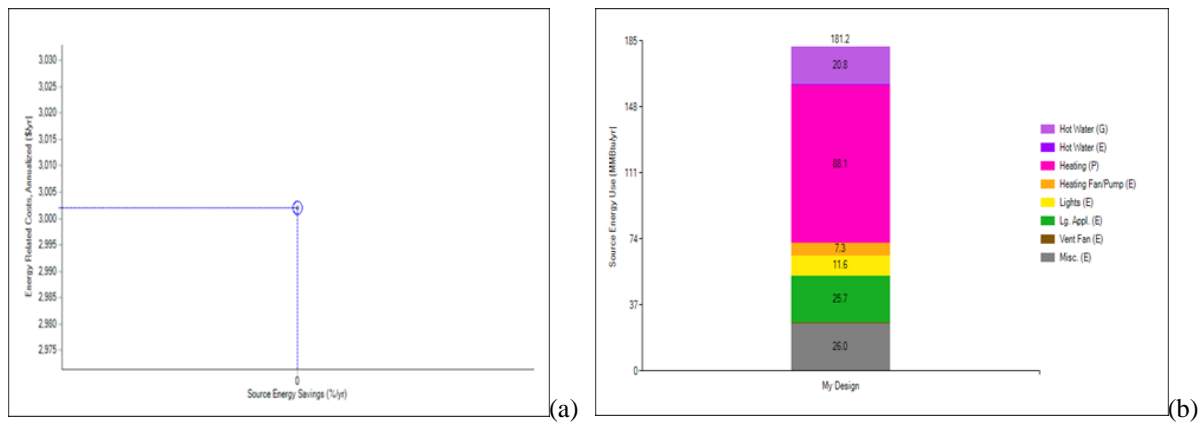 3,030
3,025
3,020
3,015
3,010
3,005
3,000
2,995
2,990
2,985
2,980
2,975
Energy Related Costs, Annualized ($/yr)
0
Source Energy Savings (%/yr)
(a)
181.2
185
148
111
74
37
0
Source Energy Use (MMBtu/yr)
20.8
88.1
7.3
11.6
25.7
26.0
My Design
Hot Water (G)
Hot Water (E)
Heating (P)
Heating Fan/Pump (E)
Lights (E)
Lg. Appl. (E)
Vent Fan (E)
Misc. (E)
(b)